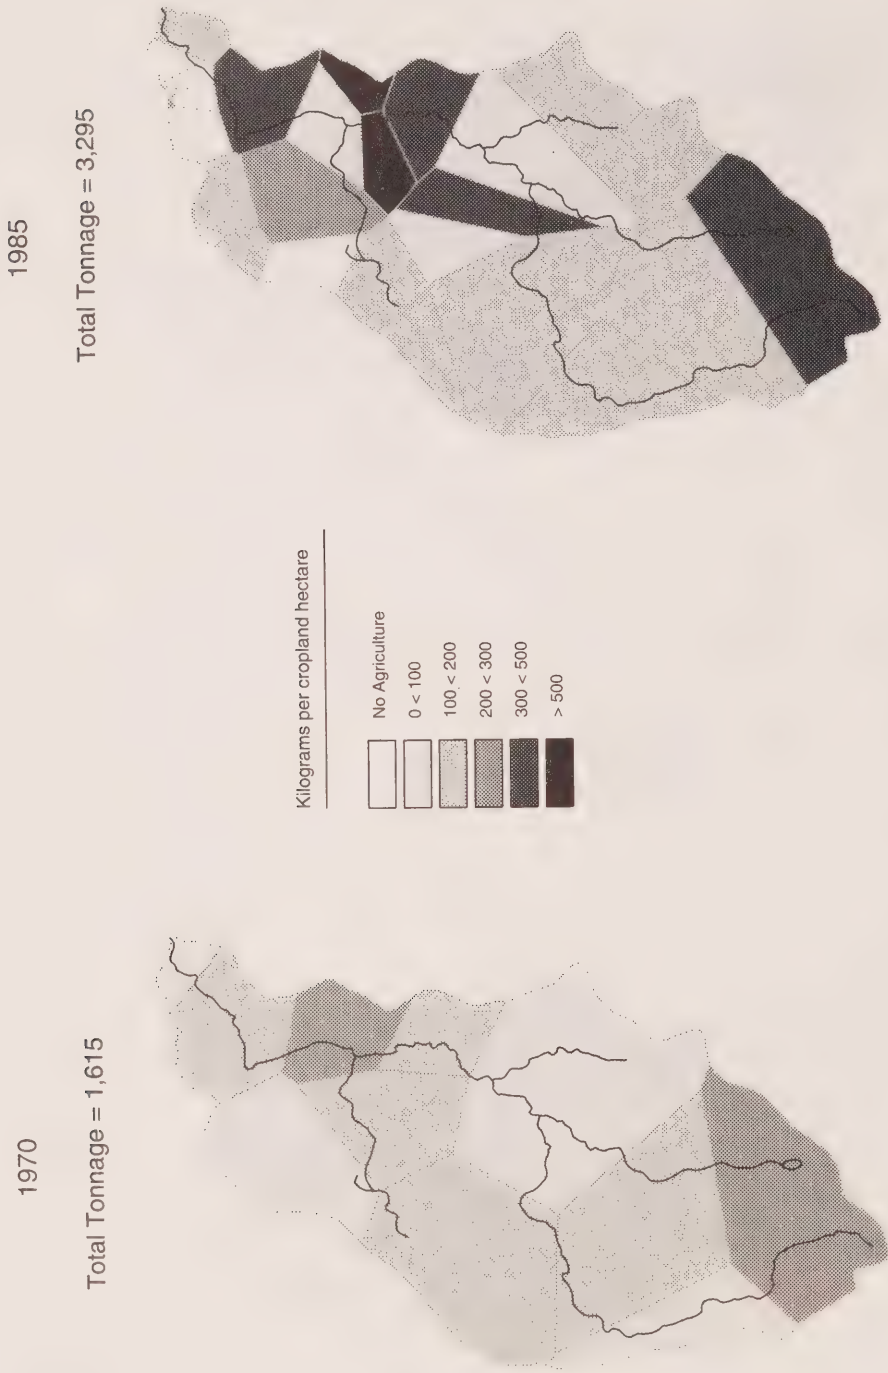 1970
Total Tonnage = 1,615
Kilograms per cropland hectare
No Agriculture
0 < 100
100 < 200
200 < 300
300 < 500
> 500
1985
Total Tonnage = 3,295